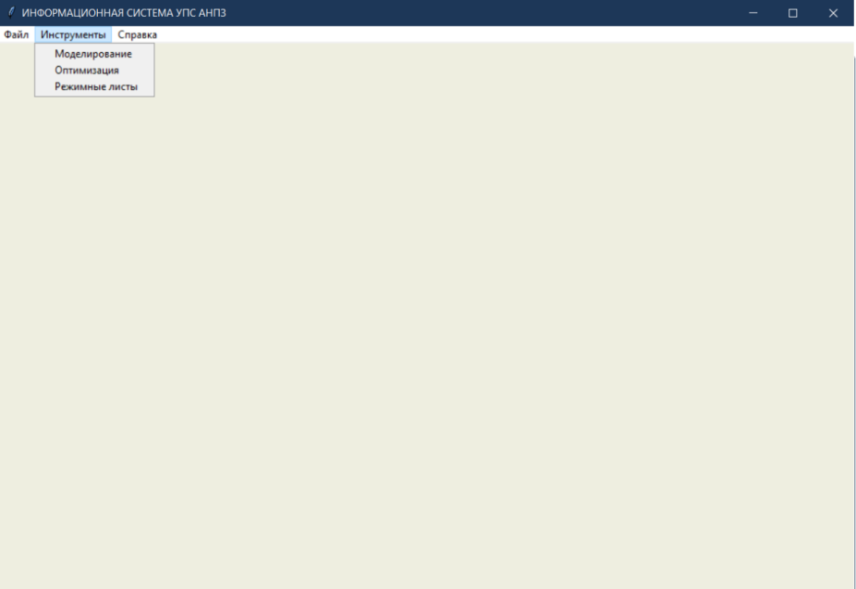 ИНФОРМАЦИОННАЯ СИСТЕМА УПС АНПЗ
Файл Инструменты Справка
Моделирование
Оптимизация
Режимные листы